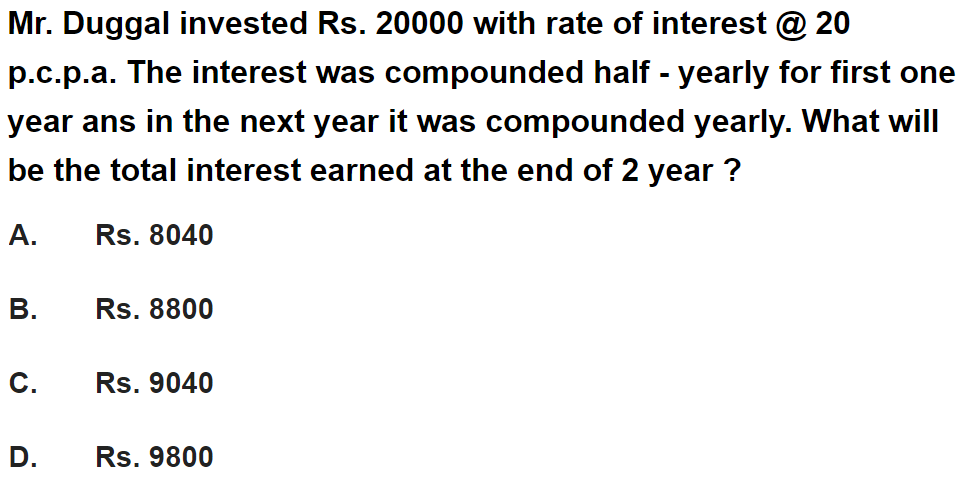 Mr. Duggal invested Rs. 20000 with rate of interest @ 20
p.c.p.a. The interest was compounded half - yearly for first one
year ans in the next year it was compounded yearly. What will
be the total interest earned at the end of 2 year ?
A. Rs. 8040
B. Rs. 8800
C. Rs. 9040
D. Rs. 9800